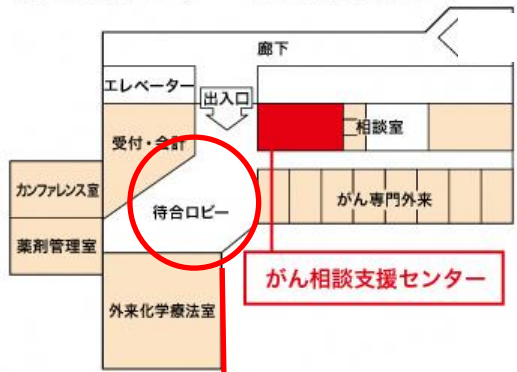 廊下
エレベーター
出入口
相談室
受付・会計
カンファレンス室
待合ロビー
がん専門外来
薬剤管理室
がん相談支援センター
外来化学療法室